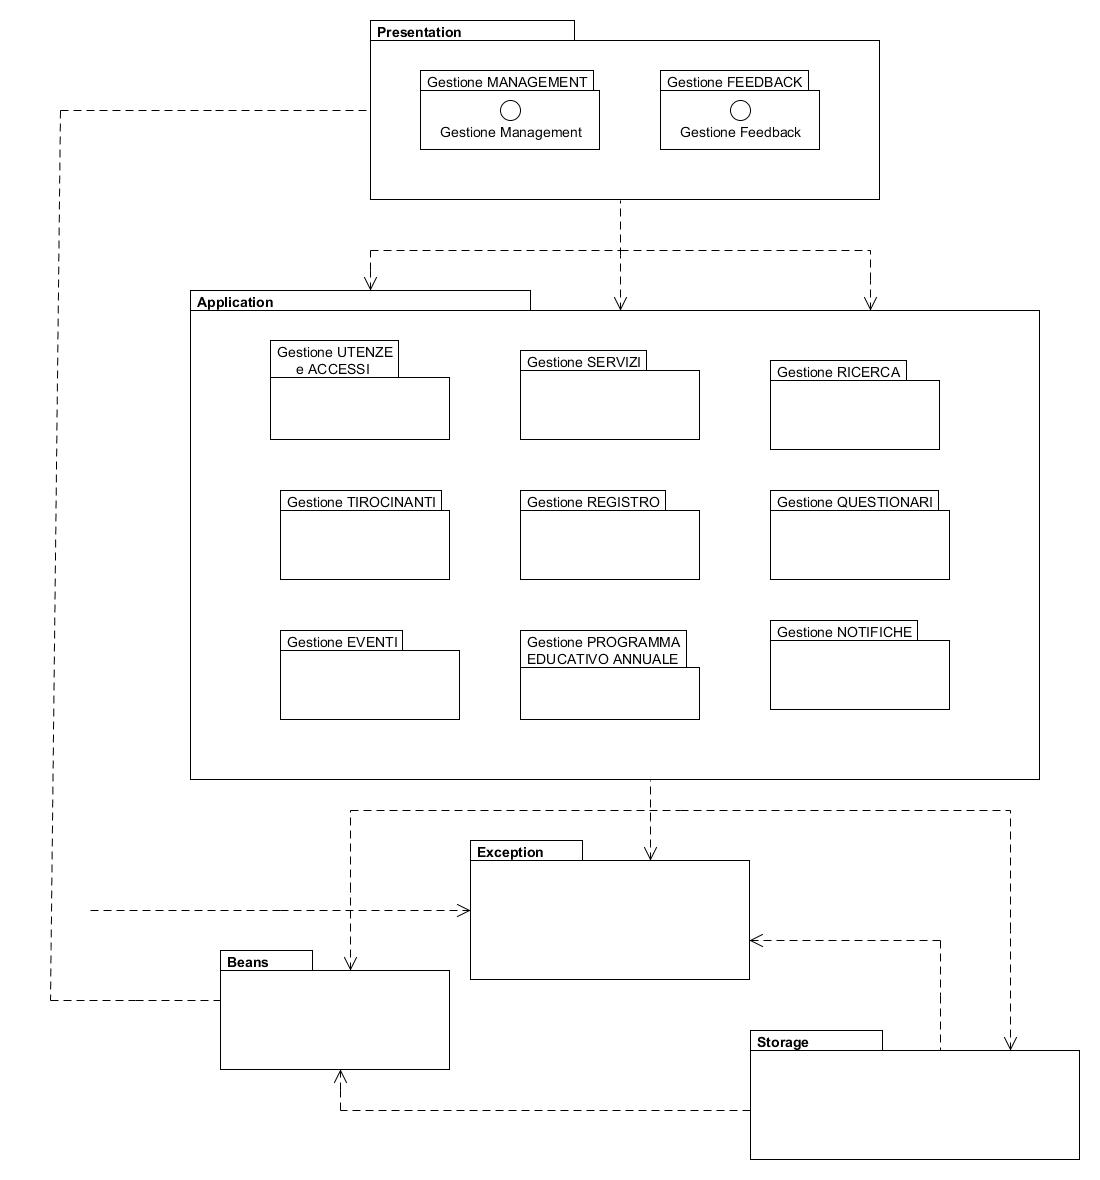 Presentation
Gestione MANAGEMENT
Gestione FEEDBACK
Gestione Management
Gestione Feedback
Application
Gestione UTENZE
e ACCESSI
Gestione SERVIZI
Gestione RICERCA
Gestione TIROCINANTI
Gestione REGISTRO
Gestione QUESTIONARI
Gestione EVENTI
Gestione PROGRAMMA
EDUCATIVO ANNUALE
Gestione NOTIFICHE
Exception
Beans
Storage